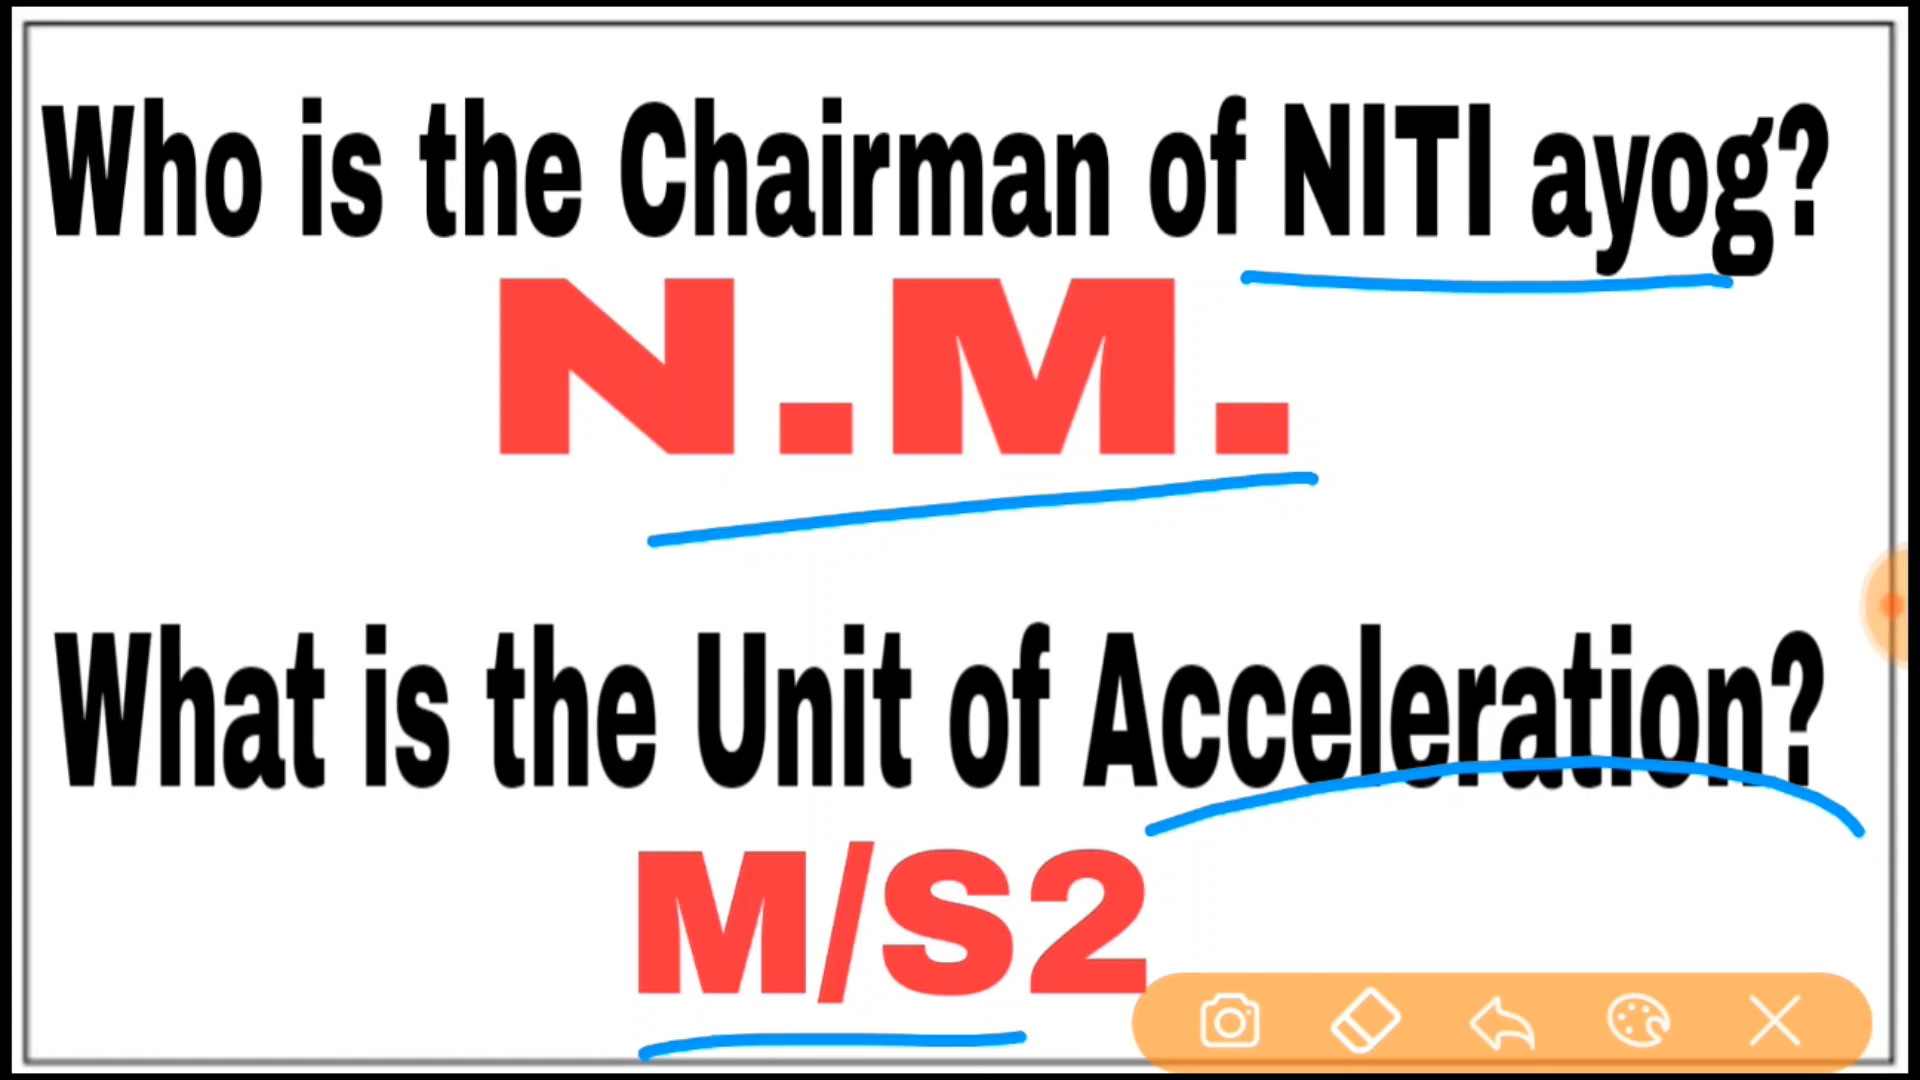 Who is the Chairman of NITI ayog?
N.M.
What is the Unit of Acceleration?
M/S2